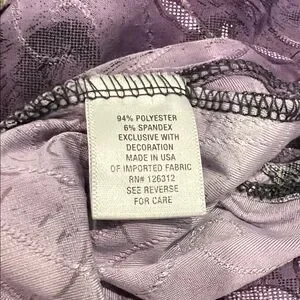 94% POLYESTER
6% SPANDEX
EXCLUSIVE WITH
DECORATION
MADE IN USA
OF IMPORTED FABRIC
RN# 126312
SEE REVERSE
FOR CARE